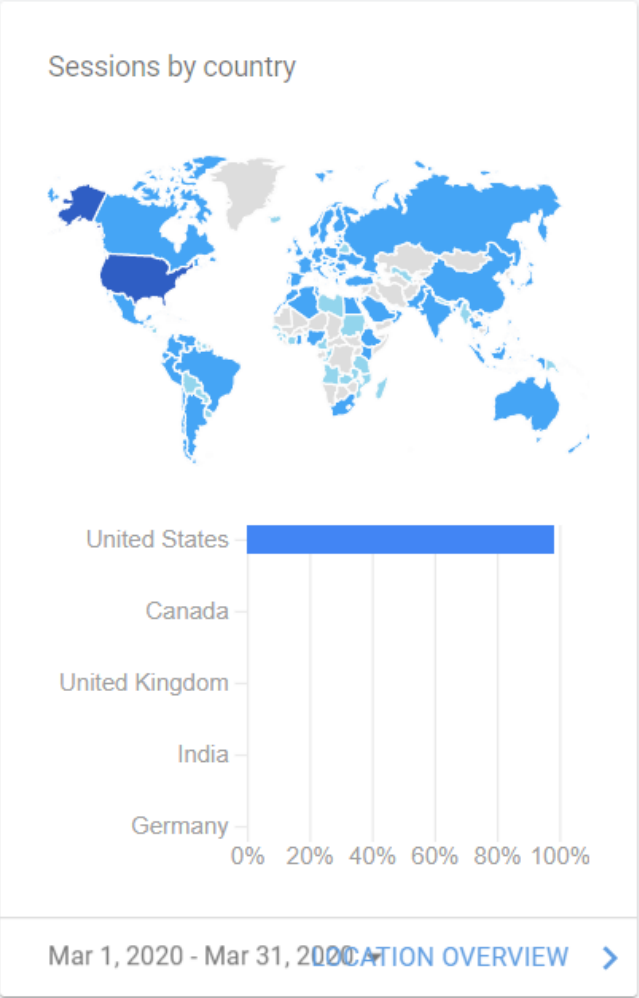 Sessions by country
United States
Canada
United Kingdom
India
Germany
0% 20% 40% 60% 80% 100%
Mar 1, 2020 - Mar 31, 2020 LOCATION OVERVIEW